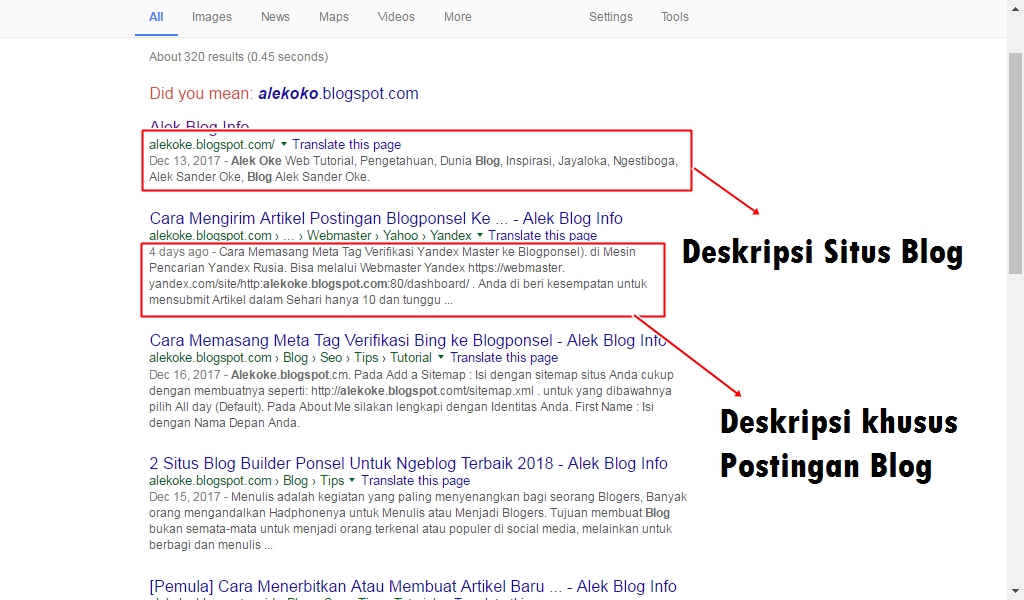 All Images News Maps Videos More Settings Tools
About 320 results (0.45 seconds)
Did you mean: alekoko.blogspot.com
Alek Blog Info
alekoke.blogspot.com/ ▾ Translate this page
Dec 13, 2017 - Alek Oke Web Tutorial, Pengetahuan, Dunia Blog, Inspirasi, Jayaloka, Ngestiboga,
Alek Sander Oke, Blog Alek Sander Oke.
Cara Mengirim Artikel Postingan Blogponsel Ke ... - Alek Blog Info
alekoke.blogspot.com › ... › Webmaster › Yahoo › Yandex ▾ Translate this page
4 days ago - Cara Memasang Meta Tag Verifikasi Yandex Master ke Blogponsel). di Mesin
Pencarian Yandex Rusia. Bisa melalui Webmaster Yandex https://webmaster.
yandex.com/site/http:alekoke.blogspot.com:80/dashboard/ . Anda di beri kesempatan untuk
mensubmit Artikel dalam Sehari hanya 10 dan tunggu ...
Deskripsi Situs Blog
Cara Memasang Meta Tag Verifikasi Bing ke Blogponsel - Alek Blog Info
alekoke.blogspot.com › Blog › Seo › Tips › Tutorial ▾ Translate this page
Dec 16, 2017 - Alekoke.blogspot.cm. Pada Add a Sitemap : Isi dengan sitemap situs Anda cukup
dengan membuatnya seperti: http://alekoke.blogspot.comt/sitemap.xml . untuk yang dibawahnya
pilih All day (Default). Pada About Me silakan lengkapi dengan Identitas Anda. First Name : Isi
dengan Nama Depan Anda.
Deskripsi khusus
Postingan Blog
2 Situs Blog Builder Ponsel Untuk Ngeblog Terbaik 2018 - Alek Blog Info
alekoke.blogspot.com › Blog › Tips ▾ Translate this page
Dec 15, 2017 - Menulis adalah kegiatan yang paling menyenangkan bagi seorang Blogers, Banyak
orang mengandalkan Hadphonenya untuk Menulis atau Menjadi Blogers. Tujuan membuat Blog
bukan semata-mata untuk menjadi orang terkenal atau populer di social media, melainkan untuk
berbagi dan menulis ...
[Pemula] Cara Menerbitkan Atau Membuat Artikel Baru ... - Alek Blog Info